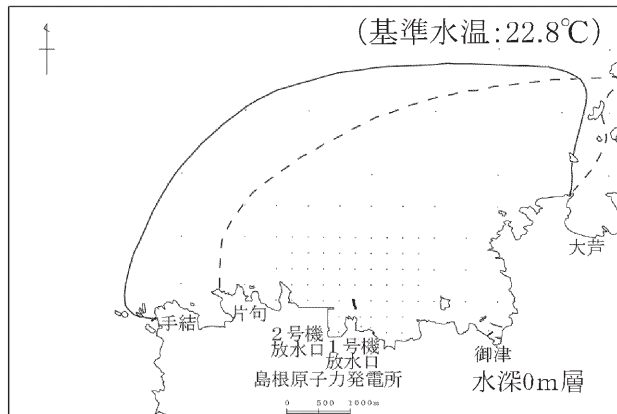 (基準水温:22.8℃)
大芦
手結
片句
2号機
放水口
1号機
放水口
御津
島根原子力発電所
水深0m層
0 500 1000m